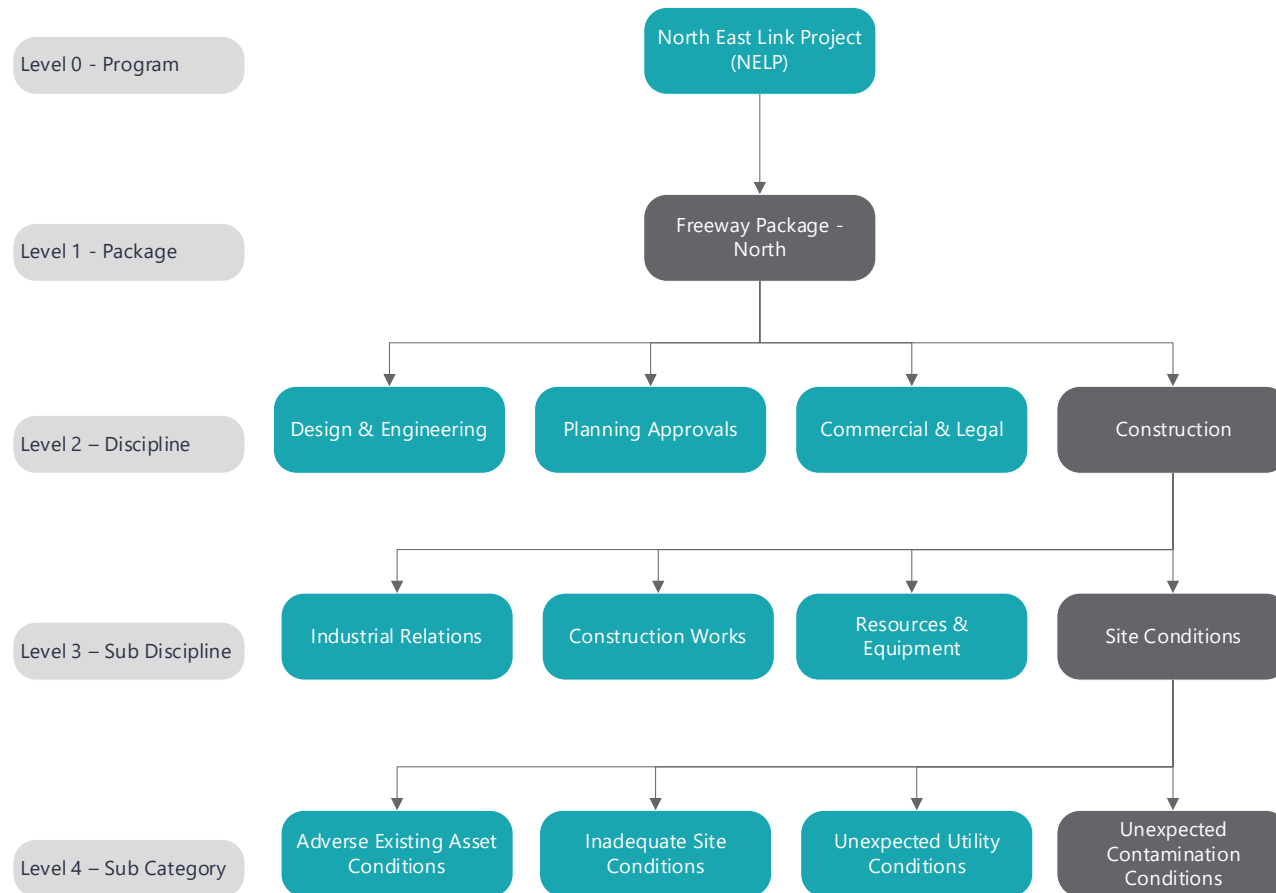 Level 0 - Program
North East Link Project
(NELP)
Level 1 - Package
Freeway Package -
North
Level 2 – Discipline
Design & Engineering
Planning Approvals
Commercial & Legal
Construction
Level 3 – Sub Discipline
Industrial Relations
Construction Works
Resources &
Equipment
Site Conditions
Level 4 – Sub Category
Adverse Existing Asset
Conditions
Inadequate Site
Conditions
Unexpected Utility
Conditions
Unexpected
Contamination
Conditions